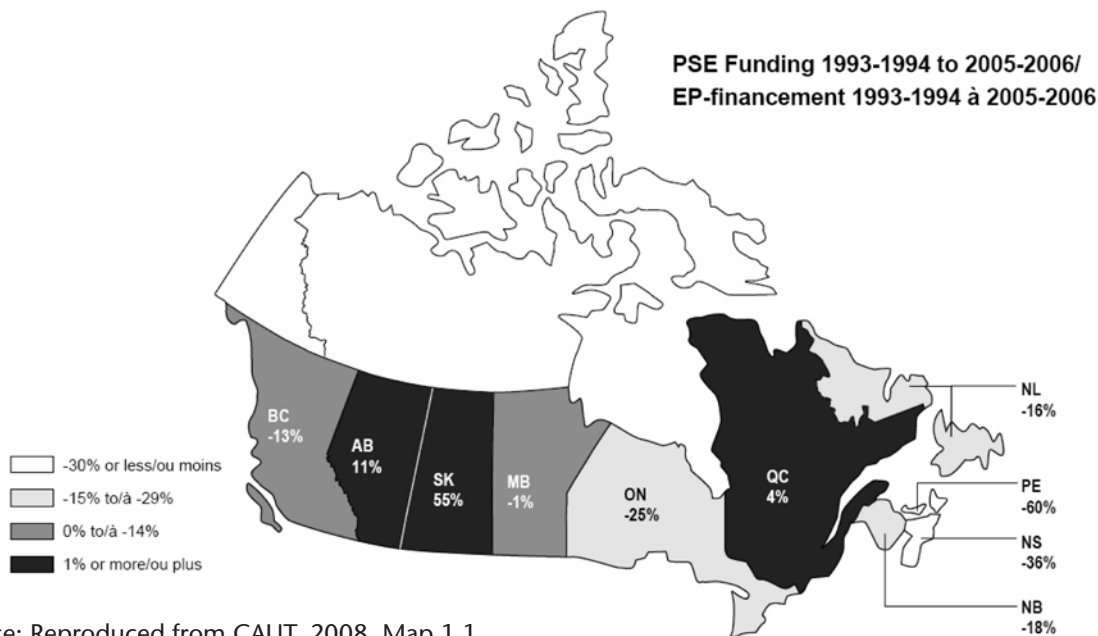 PSE Funding 1993-1994 to 2005-2006/
EP-financement 1993-1994 à 2005-2006
BC
-13%
AB
11%
SK
55%
MB
-1%
ON
-25%
QC
4%
NL
-16%
PE
-60%
NS
-36%
NB
-18%
-30% or less/ou moins
-15% to/à -29%
0% to/à -14%
1% or more/ou plus
Reproduced from CAUT, 2008, Map 1.1